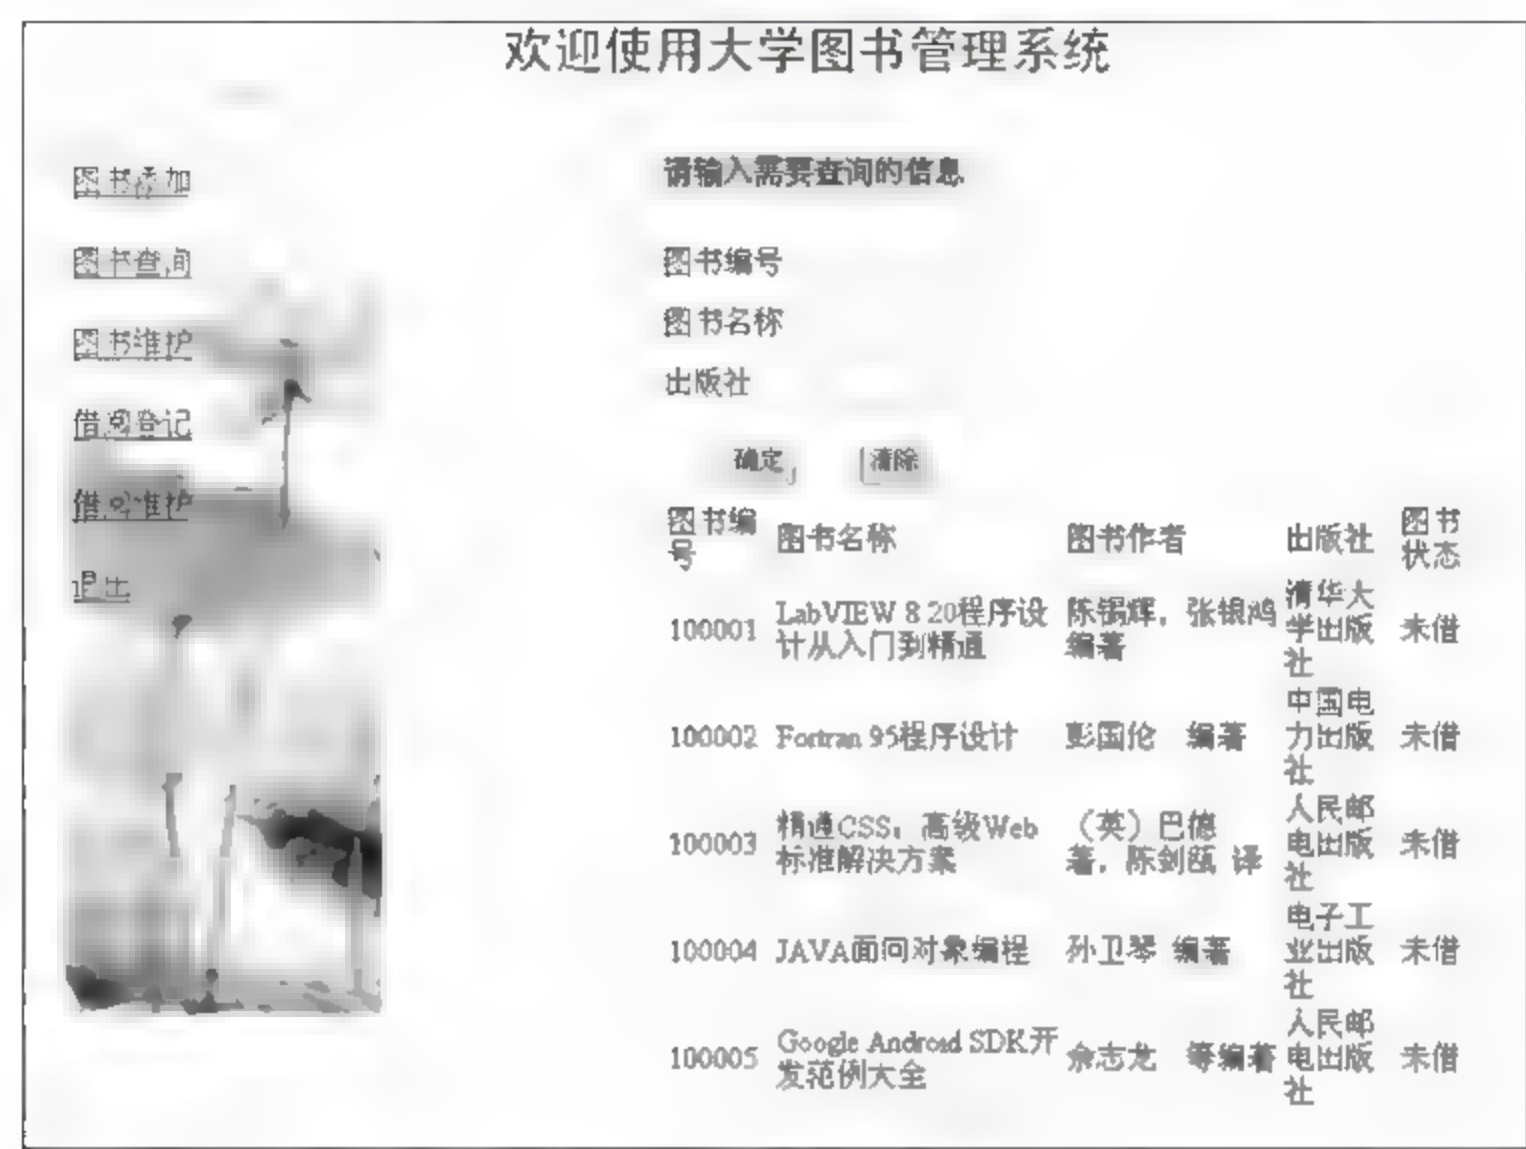 欢迎使用大学图书管理系统
图书添加
图书查询
图书维护
借阅登记
借阅维护
退出
请输入需要查询的信息
图书编号
图书名称
出版社
确定
清除
图书编
号
图书名称
图书作者
出版社
图书
状态
100001
LabVIEW 8 20程序设
计从入门到精通
陈锡辉，张银鸿
编著
清华大
学出版
社
未借
100002
Fortran 95程序设计
彭国伦 编著
中国电
力出版
社
未借
100003
精通CSS：高级Web
标准解决方案
（英）巴德
著，陈剑瓯 译
人民邮
电出版
社
未借
100004
JAVA面向对象编程
孙卫琴 编著
电子工
业出版
社
未借
100005
Google Android SDK开
发范例大全
佘志龙 等编著
人民邮
电出版
社
未借